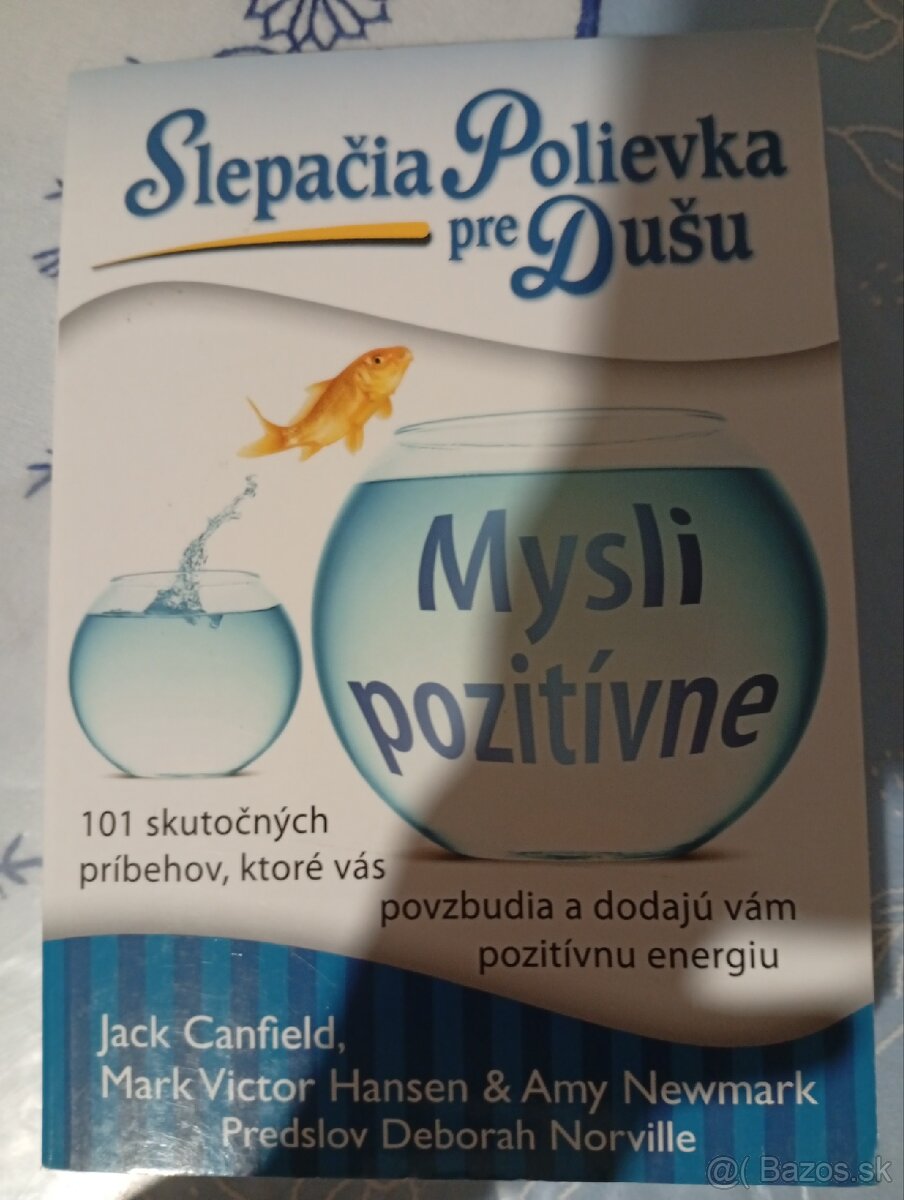 Slepačia Polievka
pre Dušu
Mysli
pozitívne
101 skutočných
príbehov, ktoré vás
povzbudia a dodajú vám
pozitívnu energiu
Jack Canfield,
Mark Victor Hansen & Amy Newmark
Predslov Deborah Norville
@( Bazos.sk